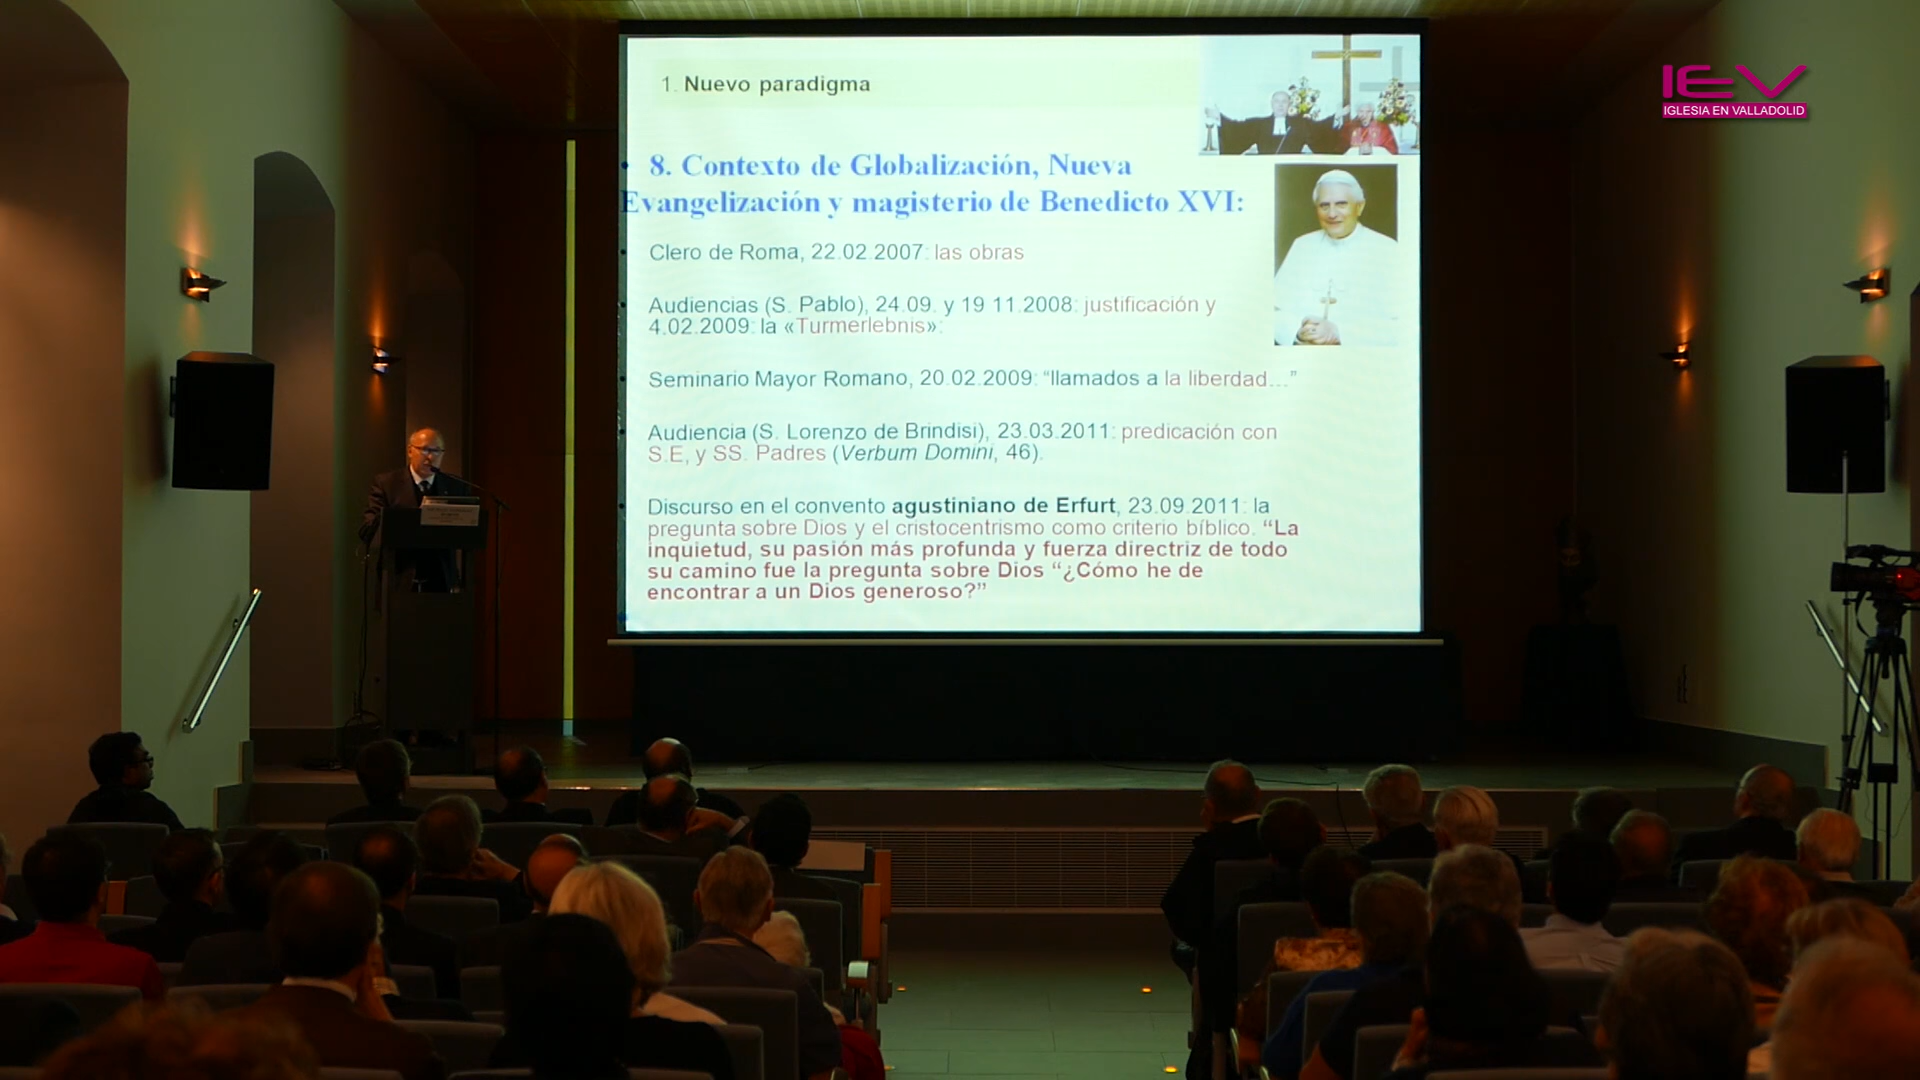 IEV
IGLESIA EN VALLADOLID
1. Nuevo paradigma
• 8. Contexto de Globalización, Nueva
Evangelización y magisterio de Benedicto XVI:
• Clero de Roma, 22.02.2007: las obras
• Audiencias (S. Pablo), 24.09. y 19 11.2008: justificación y
4.02.2009: la «Turmerlebnis»:
• Seminario Mayor Romano, 20.02.2009: “llamados a la liberdad...”
• Audiencia (S. Lorenzo de Brindisi), 23.03.2011: predicación con
S.E, y SS. Padres (Verbum Domini, 46).
• Discurso en el convento agustiniano de Erfurt, 23.09.2011: la
pregunta sobre Dios y el cristocentrismo como criterio bíblico. “La
inquietud, su pasión más profunda y fuerza directriz de todo
su camino fue la pregunta sobre Dios “¿Cómo he de
encontrar a un Dios generoso?”